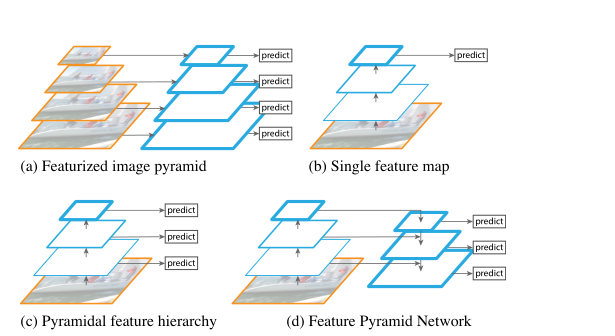 predict
predict
predict
predict
predict
(a) Featurized image pyramid
(b) Single feature map
predict
predict
predict
predict
predict
predict
(c) Pyramidal feature hierarchy
(d) Feature Pyramid Network